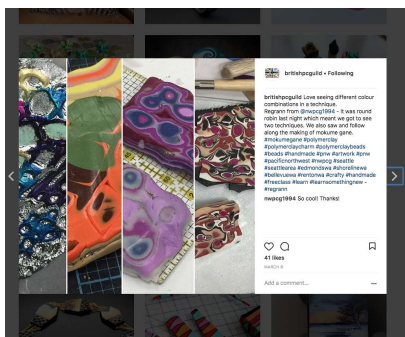 britishpcguild • Following
britishpcguild Love seeing different colour
combinations in a technique.
Regrann from @nwpcg1994 - It was round
robin last night which meant we got to see
two techniques. We also saw and follow
along the making of mokume gane.
#mokumegane #polymerclay
#polymerclaycharm #polymerclaybeads
#beads #handmade #pnw #artwork #pnw
#pacificnorthwest #nwpcg #seattle
#seattleorea #edmondswa #shorelinewa
#bellevuewa #rentonwa #crafty #handmade
#freeclass #learn #learnsomethingnew -
#regrann
nwpcg1994 So cool! Thanks!
41 likes
MARCH 8
Add a comment...